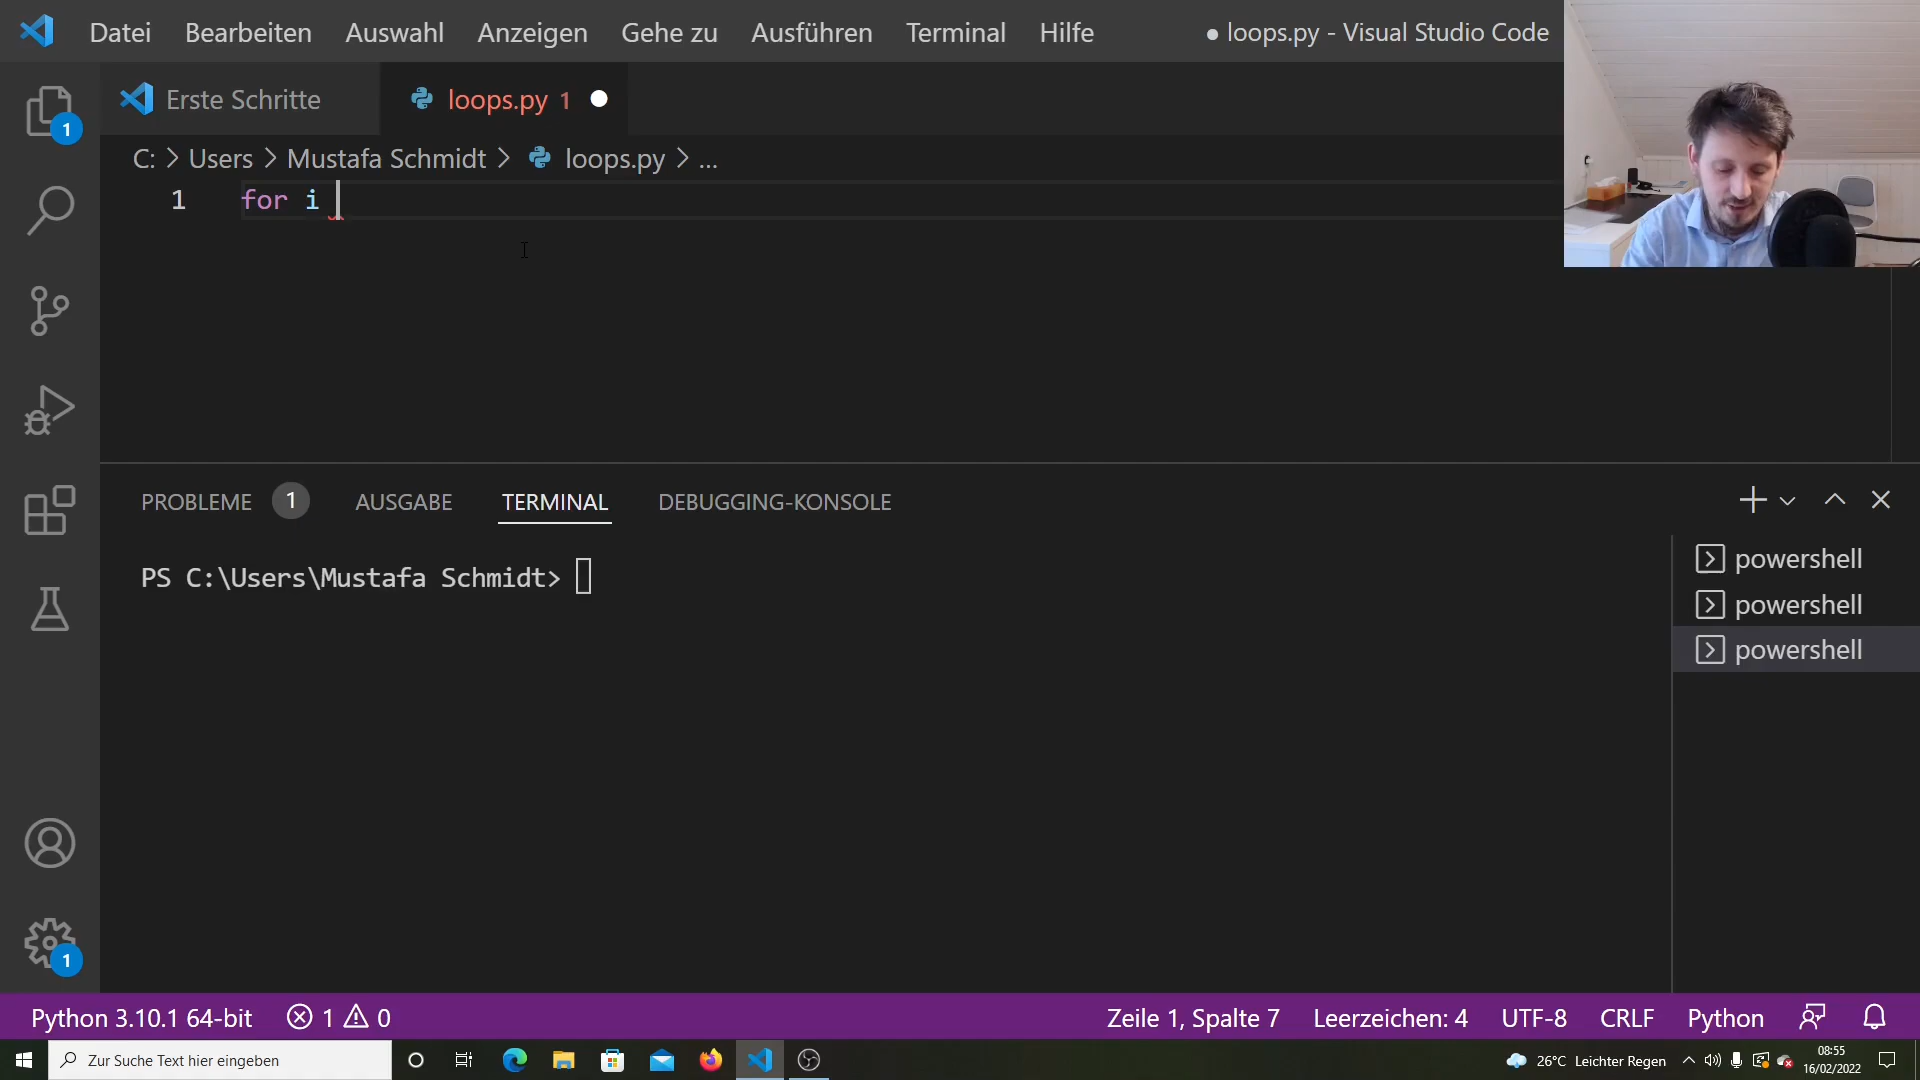 Datei Bearbeiten Auswahl Anzeigen Gehe zu Ausführen Terminal Hilfe ● loops.py - Visual Studio Code
Erste Schritte loops.py 1
C: > Users > Mustafa Schmidt > loops.py > ...
1 for i
1
PROBLEME 1 AUSGABE TERMINAL DEBUGGING-KONSOLE
PS C:\Users\Mustafa Schmidt>
powershell
powershell
powershell
1
Python 3.10.1 64-bit 1 0 Zeile 1, Spalte 7 Leerzeichen: 4 UTF-8 CRLF Python
Zur Suche Text hier eingeben 26°C Leichter Regen 08:55
16/02/2022